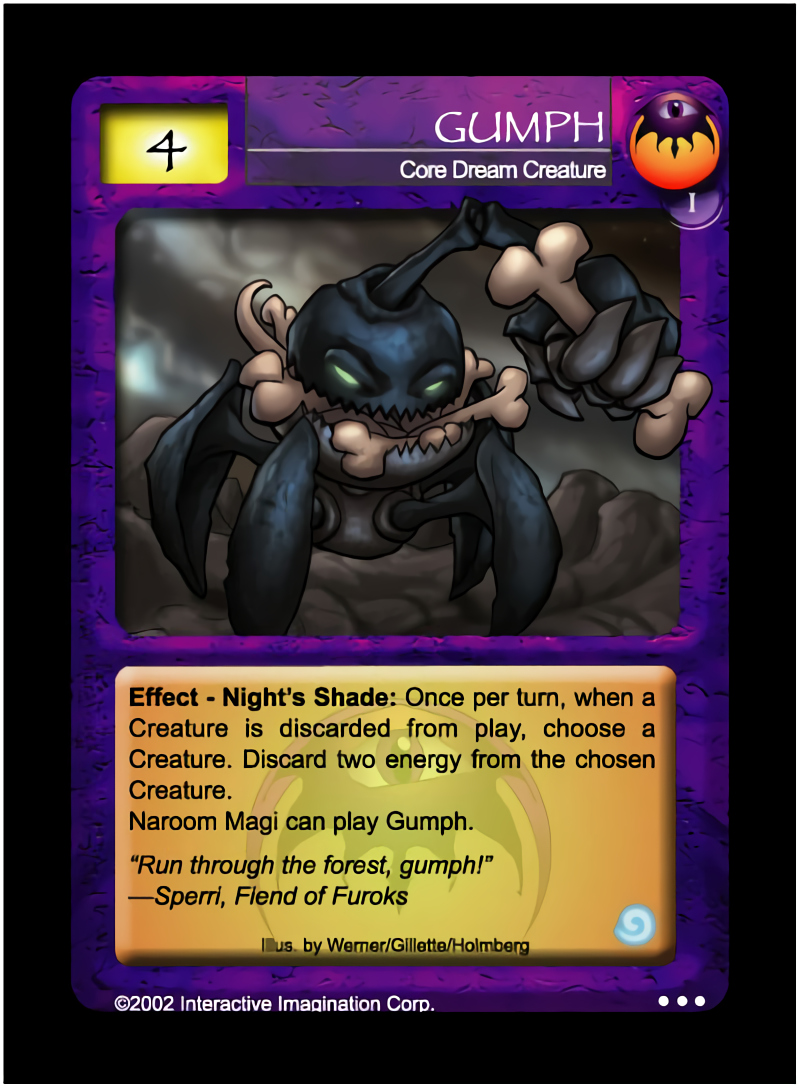 4
GUMPH
Core Dream Creature
I
Effect - Night's Shade: Once per turn, when a
Creature is discarded from play, choose a
Creature. Discard two energy from the chosen
Creature.
Naroom Magi can play Gumph.
“Run through the forest, gumph!”
—Sperri, Fiend of Furoks
Illus. by Werner/Gillette/Holmberg
©2002 Interactive Imagination Corp.